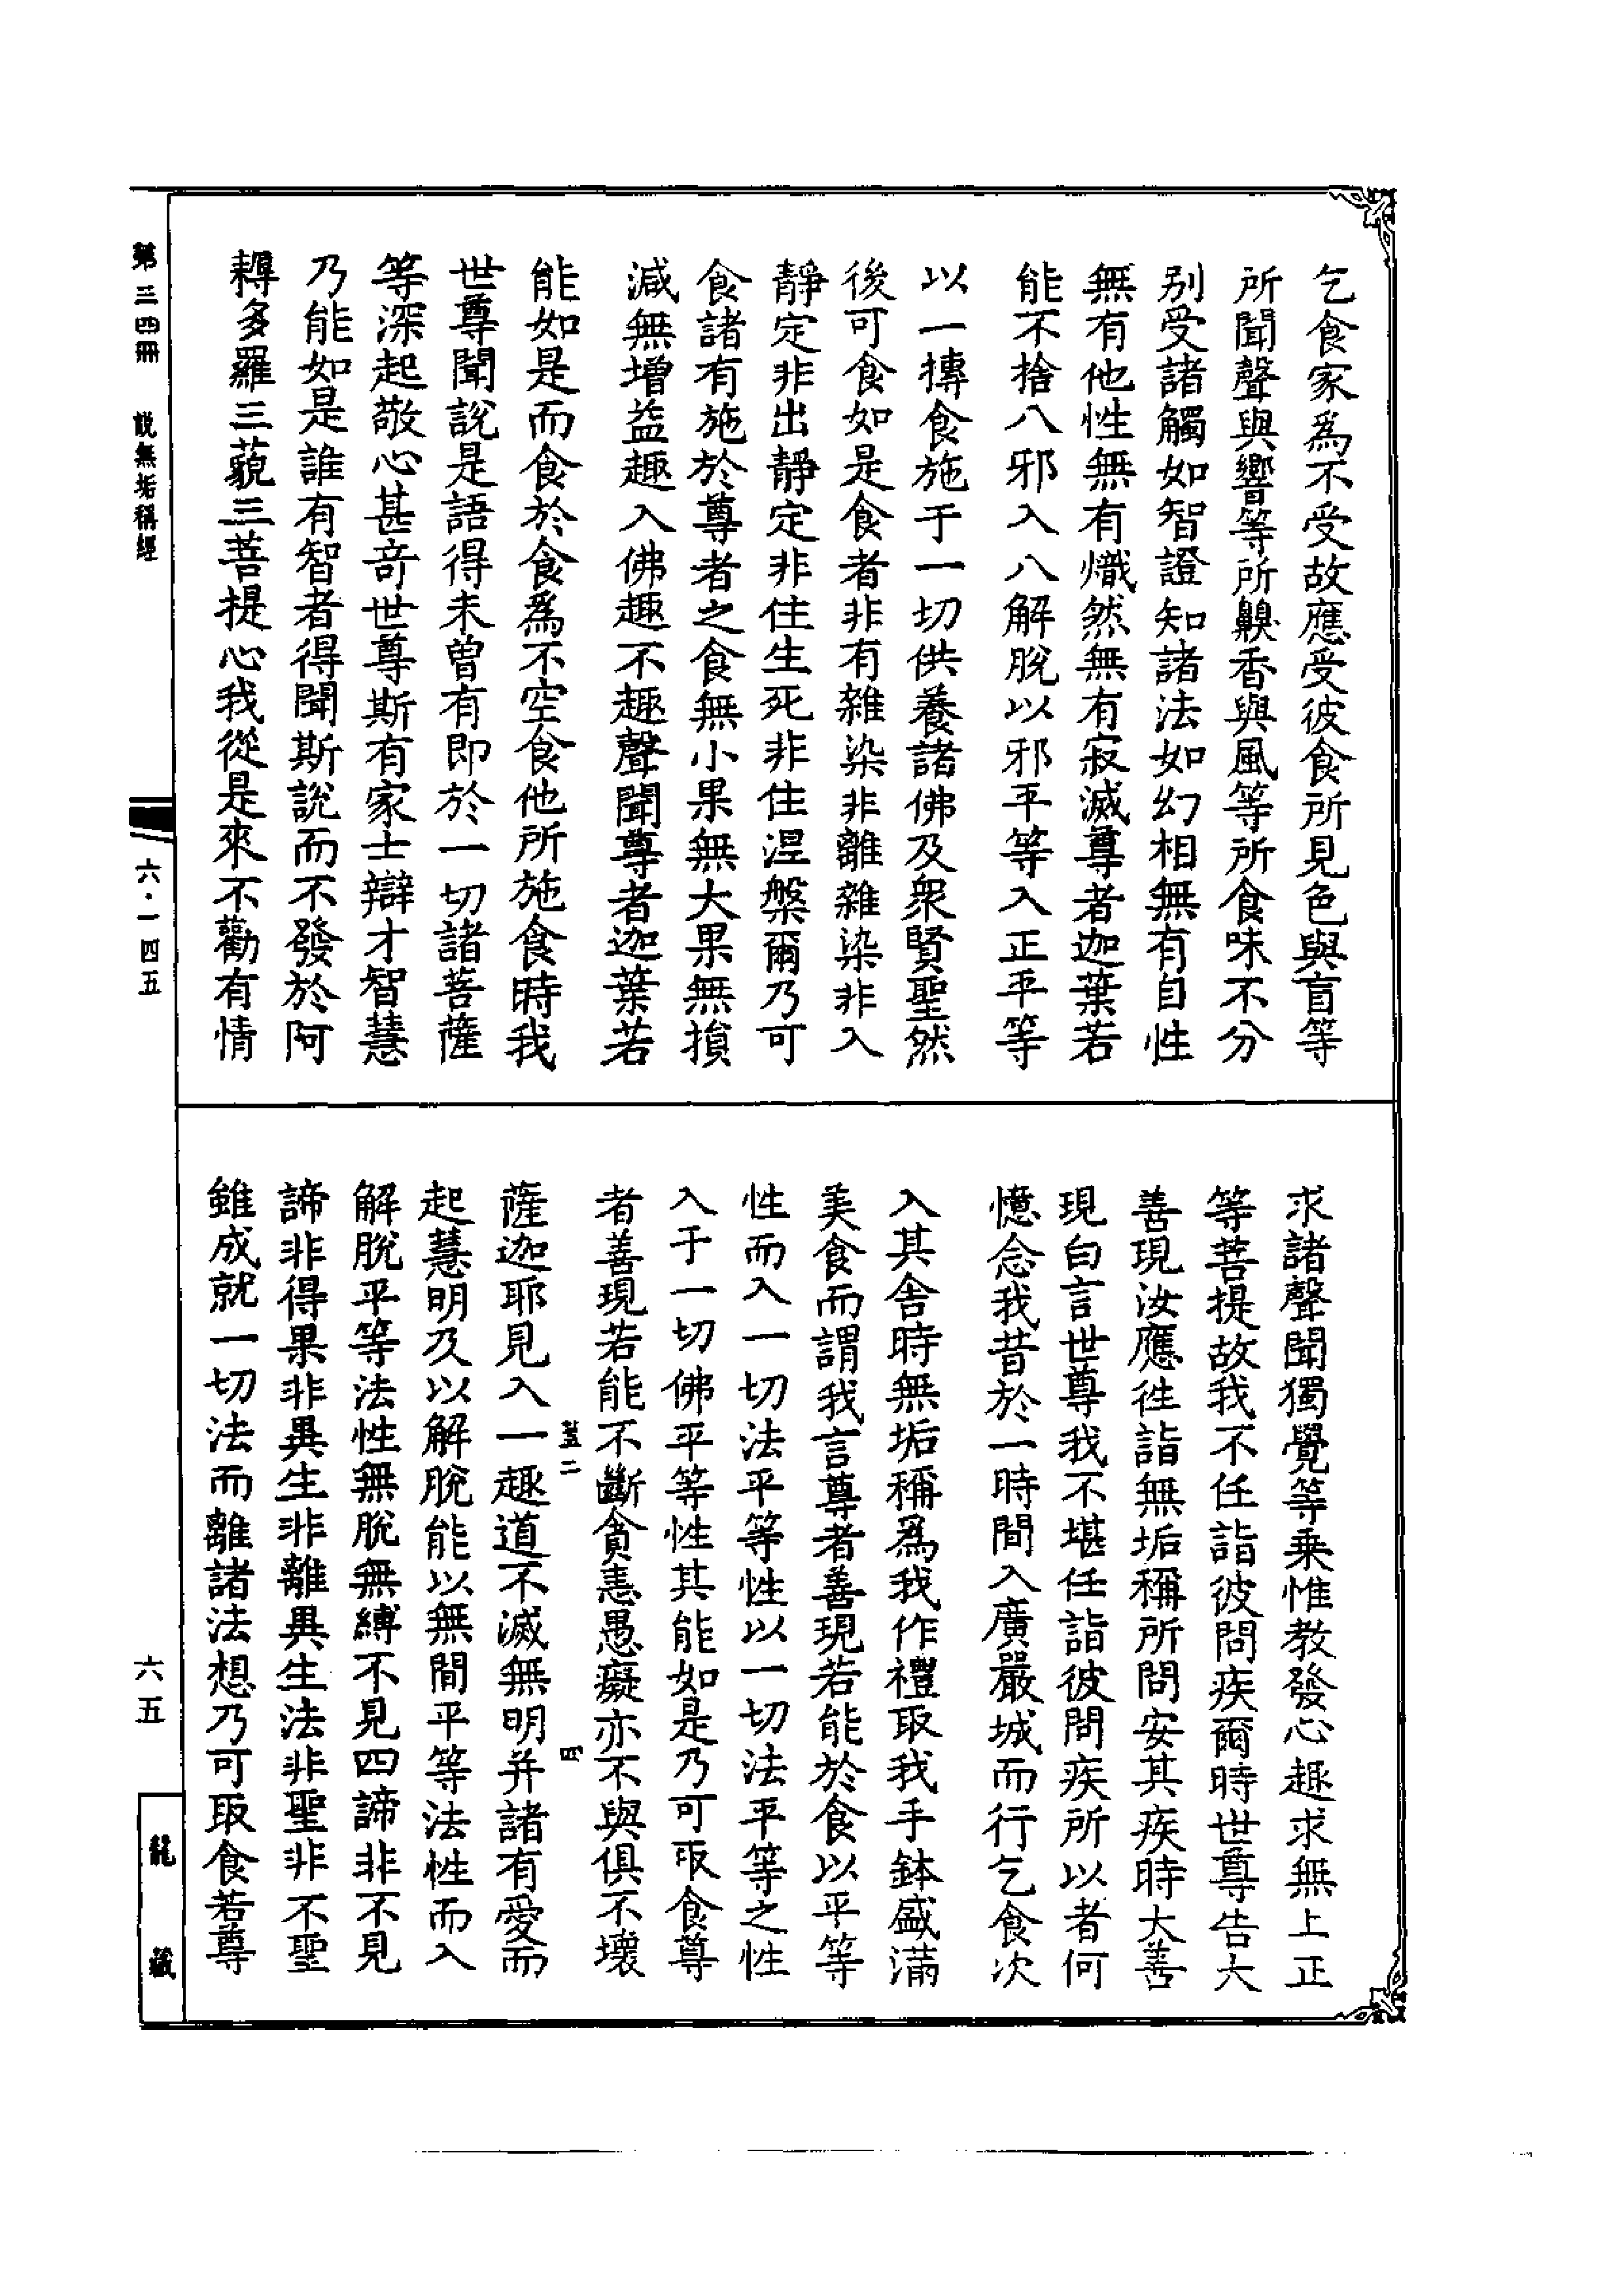 乞食家爲不受故應受彼食所見色與盲等
所聞聲與響等所齅香與風等所食味不分
别受諸觸如智證知諸法如幻相無有自性
無有他性無有熾然無有寂滅尊者迦葉若
能不捨八邪入八解脫以邪平等入正平等
以一摶食施于一切供養諸佛及衆賢聖然
後可食如是食者非有雜染非離雜染非入
靜定非出靜定非住生死非住涅槃爾乃可
食諸有施於尊者之食無小果無大果無損
減無增益趣入佛趣不趣聲聞尊者迦葉若
能如是而食於食爲不空食他所施食時我
世尊聞說是語得未曾有即於一切諸菩薩
等深起敬心甚奇世尊斯有家士辯才智慧
乃能如是誰有智者得聞斯說而不發於阿
耨多羅三藐三菩提心我從是來不勸有情
求諸聲聞獨覺等乘惟教發心趣求無上正
等菩提故我不任詣彼問疾爾時世尊告大
善現汝應往詣無垢稱所問安其疾時大善
現白言世尊我不堪任詣彼問疾所以者何
憶念我昔於一時間入廣嚴城而行乞食次
入其舍時無垢稱爲我作禮取我手鉢盛滿
美食而謂我言尊者善現若能於食以平等
性而入一切法平等性以一切法平等之性
入于一切佛平等性其能如是乃可取食尊
者善現若能不斷貪恚愚癡亦不與俱不壞
薩迦耶見入一趣道不滅無明并諸有愛而
起慧明及以解脫能以無間平等法性而入
解脫平等法性無脫無縛不見四諦非不見
諦非得果非異生非離異生法非聖非不聖
雖成就一切法而離諸法想乃可取食若尊
二
四
第三四冊 說無垢稱經
六·一四五
六五
龍藏